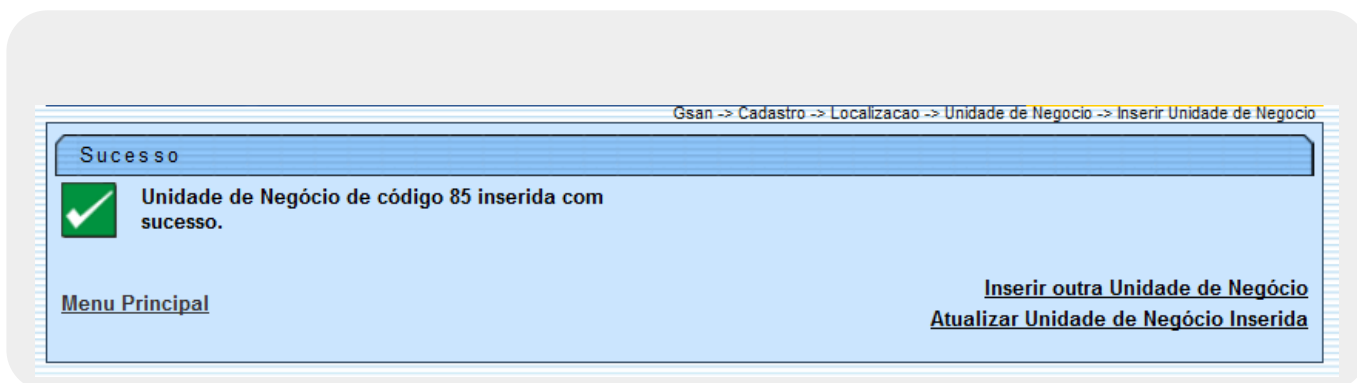 Gsan -> Cadastro -> Localizacao -> Unidade de Negocio -> Inserir Unidade de Negocio
Sucesso
Unidade de Negócio de código 85 inserida com
sucesso.
Inserir outra Unidade de Negócio
Menu Principal
Atualizar Unidade de Negócio Inserida